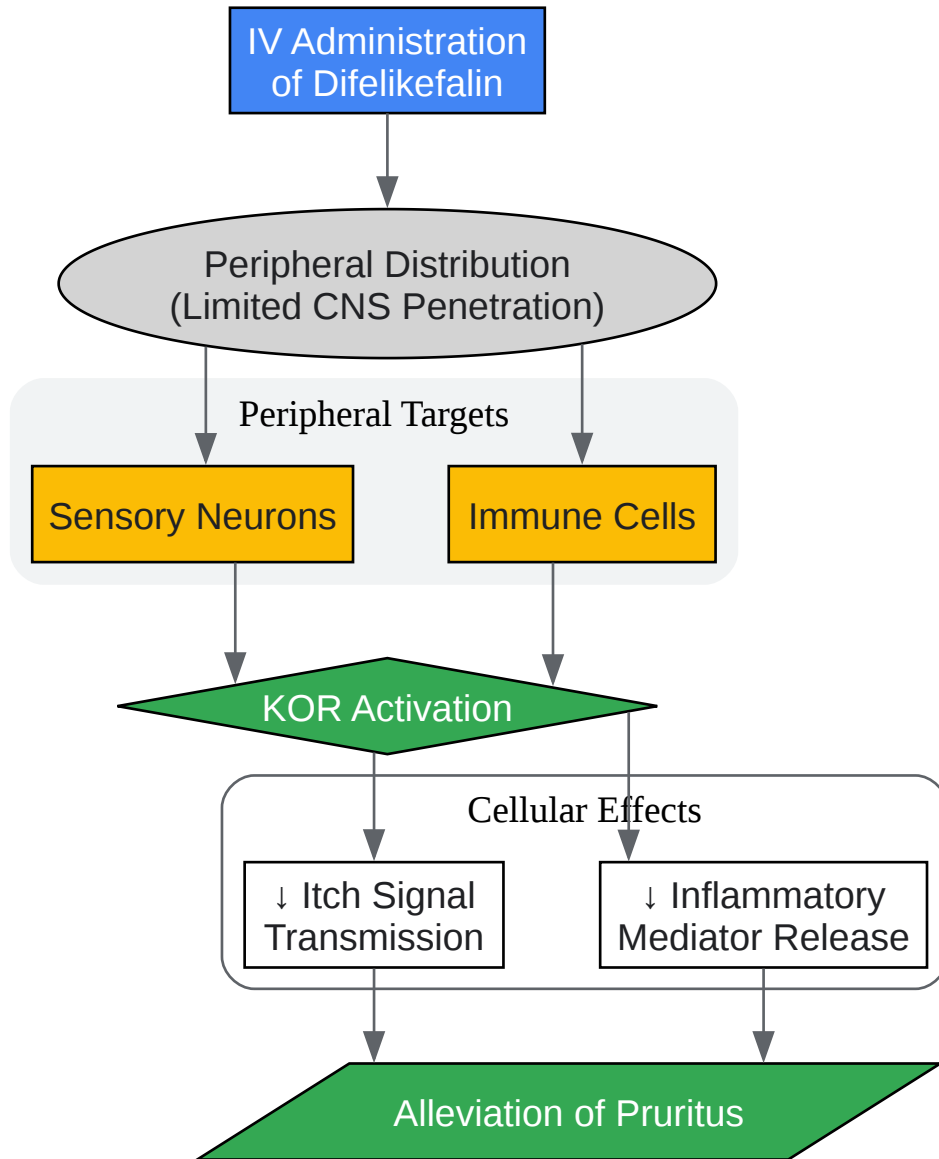 IV Administration
of Difelikefalin
Peripheral Distribution
(Limited CNS Penetration)
Peripheral Targets
Sensory Neurons
Immune Cells
KOR Activation
Cellular Effects
↓ Itch Signal
Transmission
↓ Inflammatory
Mediator Release
Alleviation of Pruritus